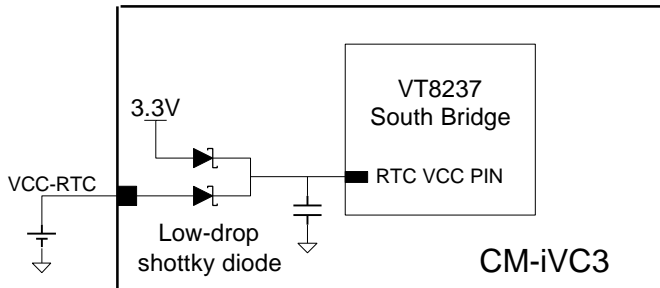 VT8237
South Bridge
3.3V
VCC-RTC
RTC VCC PIN
Low-drop
shottky diode
CM-iVC3